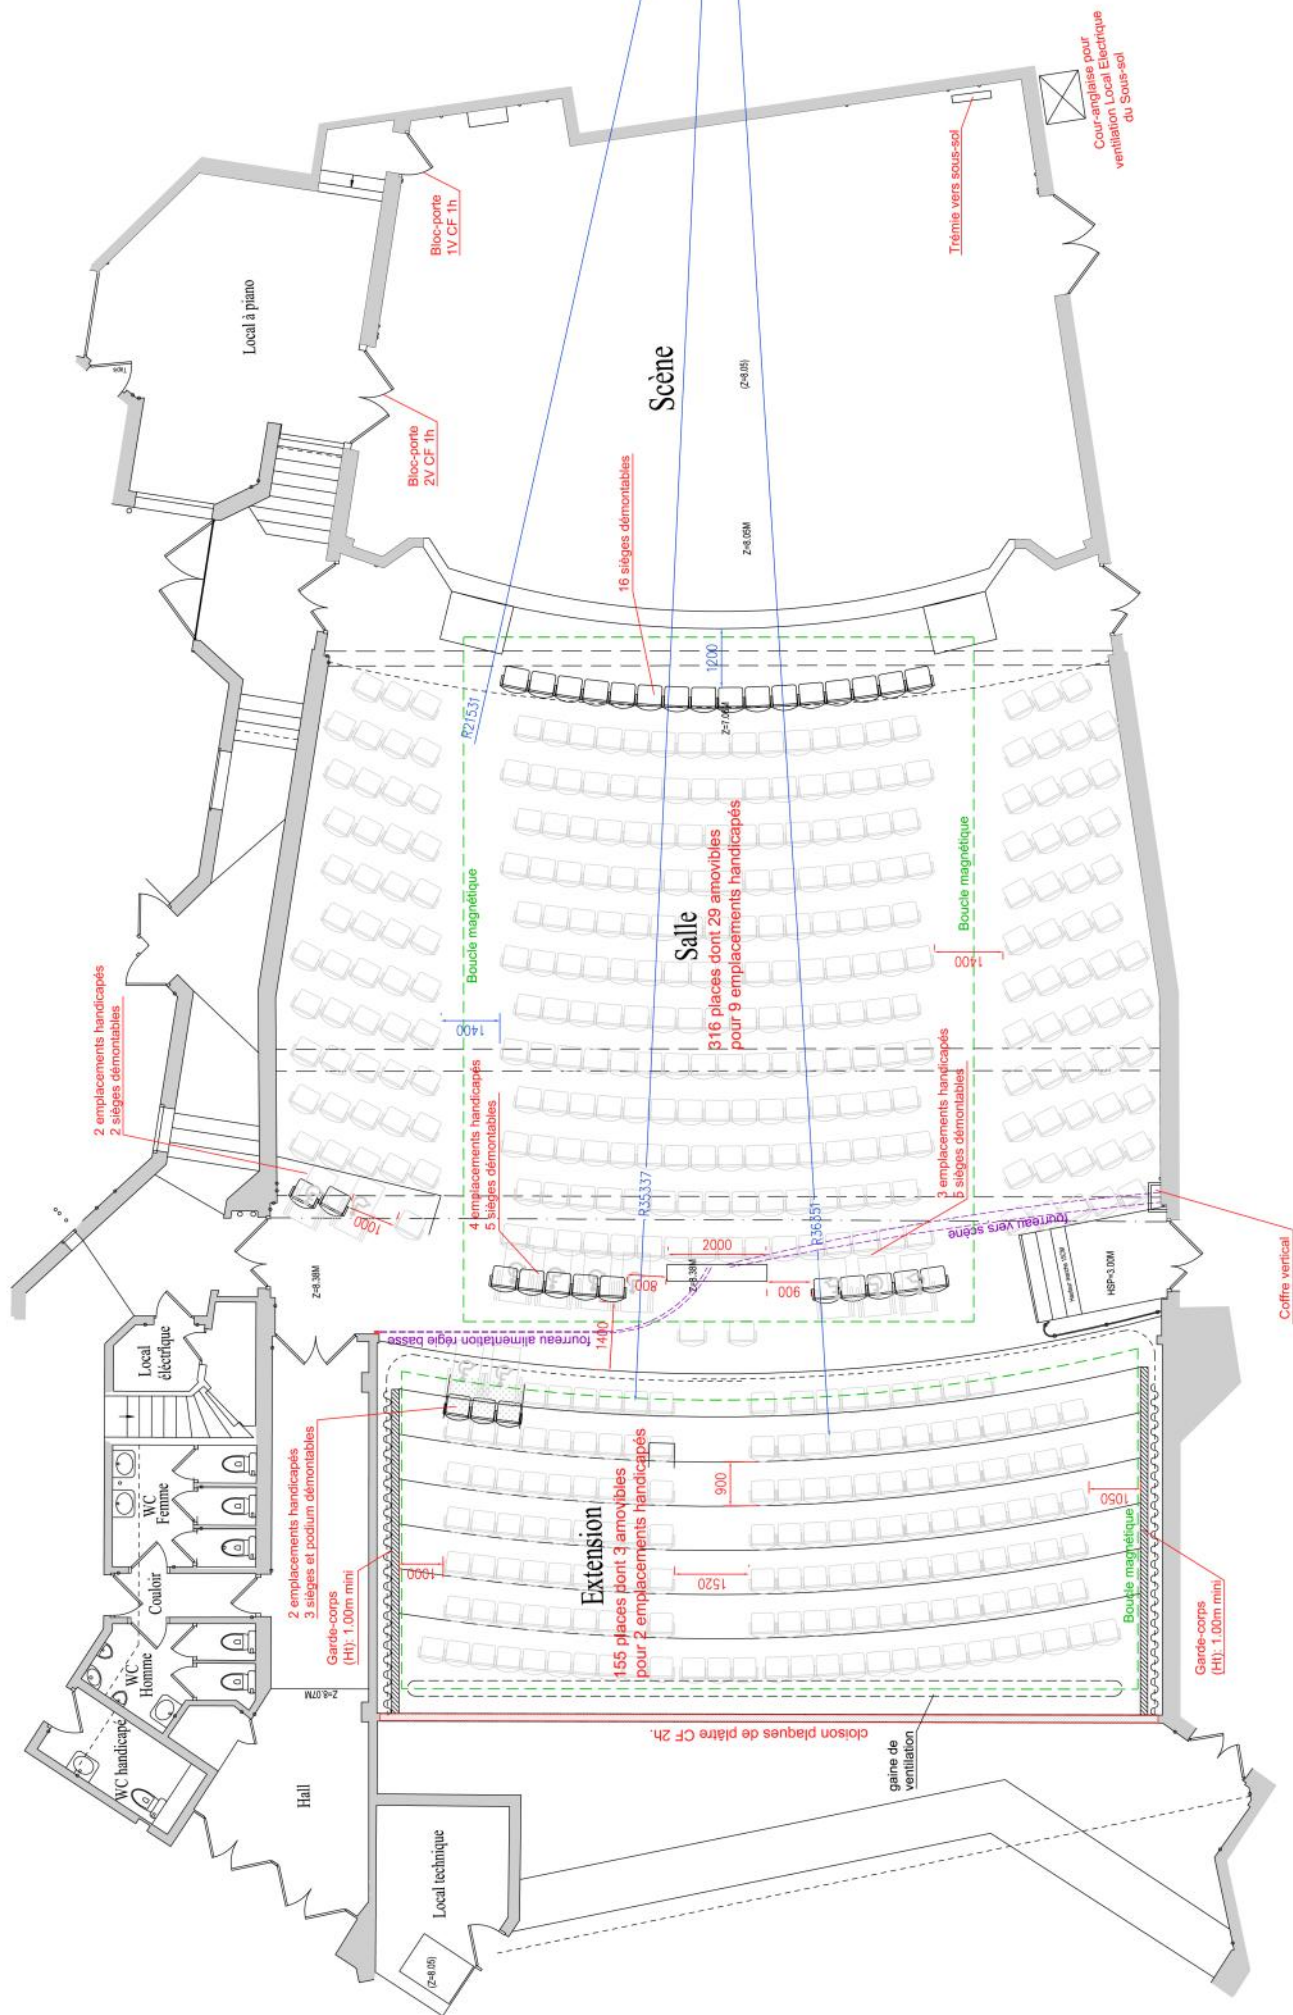 Cour-anglaise pour
ventilation Local Electrique
du Sous-sol
Trémie vers sous-sol
Bloc-porte
1V CF 1h
Local à piano
Bloc-porte
2V CF 1h
Scène
(Z=8.05)
Z=8.05M
16 sièges démontables
1200
R21531
Boucle magnétique
Salle
316 places dont 29 amovibles
pour 9 emplacements handicapés
Boucle magnétique
1400
1400
2 emplacements handicapés
2 sièges démontables
1000
4 emplacements handicapés
5 sièges démontables
R35337
3 emplacements handicapés
5 sièges démontables
R36351
fourreau vers scène
2000
Z=8.38M
800
900
Z=8.38M
HSP=3.00M
Coffre vertical
fourreau alimentation régie basse
1400
Local
éléctrique
WC
Femme
Couloir
WC
Homme
WC handicapé
2 emplacements handicapés
3 sièges et podium démontables
Garde-corps
(Ht): 1.00m mini
1000
Extension
155 places dont 3 amovibles
pour 2 emplacements handicapés
900
1520
1050
Boucle magnétique
Garde-corps
(Ht): 1.00m mini
Z=8.07M
cloison plaques de plâtre CF 2h.
gaine de
ventilation
Hall
Local technique
(Z=8.05)